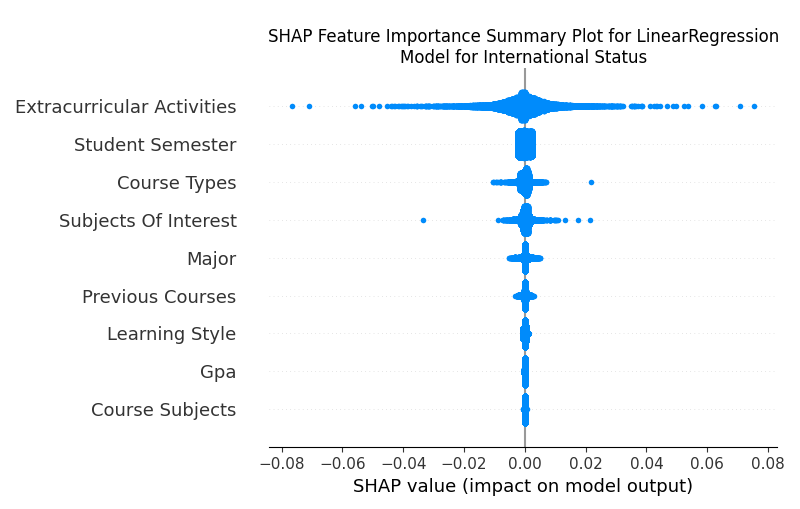 SHAP Feature Importance Summary Plot for LinearRegression
Model for International Status
Extracurricular Activities
Student Semester
Course Types
Subjects Of Interest
Major
Previous Courses
Learning Style
Gpa
Course Subjects
−0.08 −0.06 −0.04 −0.02 0.00 0.02 0.04 0.06 0.08
SHAP value (impact on model output)